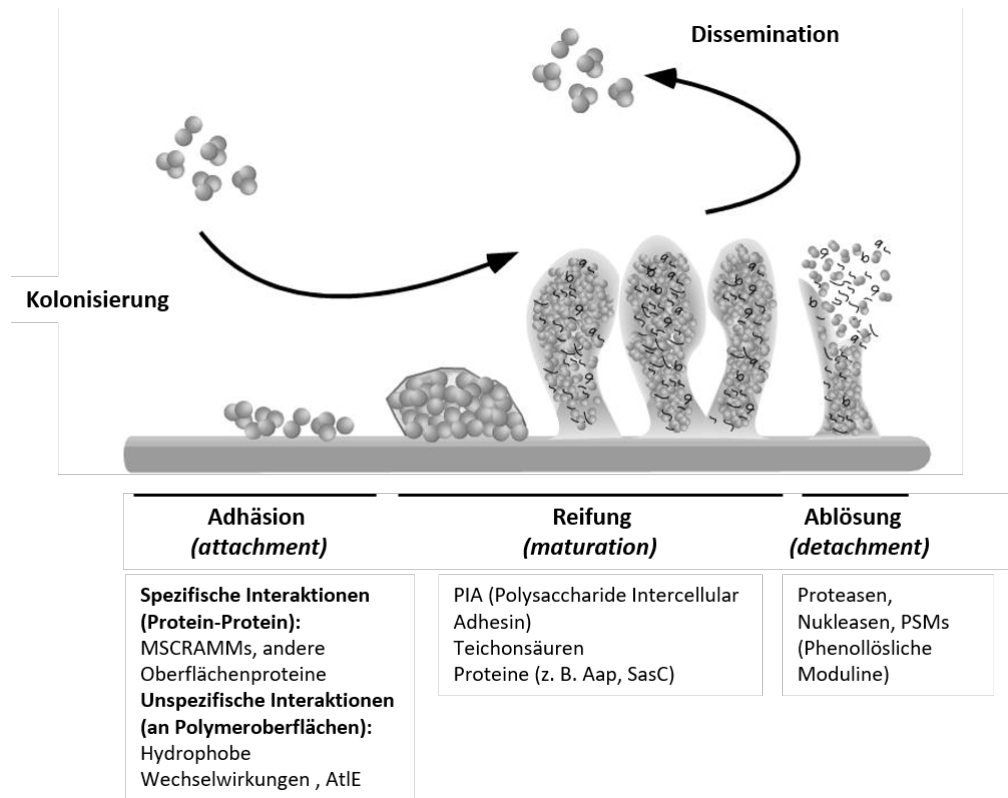 Dissemination
Kolonisierung
Adhäsion
(attachment)
Reifung
(maturation)
Ablösung
(detachment)
Spezifische Interaktionen
(Protein-Protein):
MSCRAMMs, andere
Oberflächenproteine
Unspezifische Interaktionen
(an Polymeroberflächen):
Hydrophobe
Wechselwirkungen , AtlE
PIA (Polysaccharide Intercellular
Adhesin)
Teichonsäuren
Proteine (z. B. Aap, SasC)
Proteasen,
Nukleasen, PSMs
(Phenollösliche
Moduline)